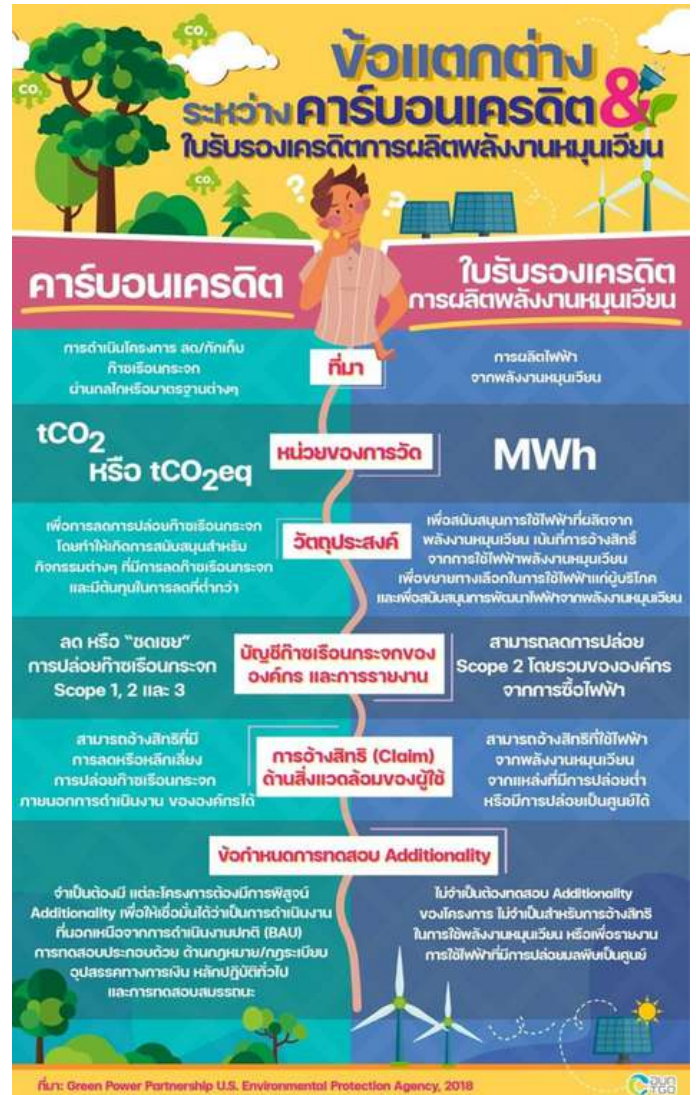 CO₂
CO₂
CO₂
ข้อแตกต่าง
ระหว่าง คาร์บอนเครดิต &
ใบรับรองเครดิตการผลิตพลังงานหมุนเวียน
? ?
คาร์บอนเครดิต
ใบรับรองเครดิต
การผลิตพลังงานหมุนเวียน
การดำเนินโครงการ ลด/กักเก็บ
ก๊าซเรือนกระจก
ผ่านกลไกหรือมาตรฐานต่างๆ
ที่มา
การผลิตไฟฟ้า
จากพลังงานหมุนเวียน
tCO₂
หรือ tCO₂eq
หน่วยของการวัด
MWh
เพื่อการลดการปล่อยก๊าซเรือนกระจก
โดยทำให้เกิดการสนับสนุนสำหรับ
กิจกรรมต่างๆ ที่มีการลดก๊าซเรือนกระจก
และมีต้นทุนในการลดที่ต่ำกว่า
วัตถุประสงค์
เพื่อสนับสนุนการใช้ไฟฟ้าที่ผลิตจาก
พลังงานหมุนเวียน เน้นที่การอ้างสิทธิ์
จากการใช้ไฟฟ้าพลังงานหมุนเวียน
เพื่อขยายทางเลือกในการใช้ไฟฟ้าแก่ผู้บริโภค
และเพื่อสนับสนุนการพัฒนาไฟฟ้าจากพลังงานหมุนเวียน
ลด หรือ “ชดเชย”
การปล่อยก๊าซเรือนกระจก
Scope 1, 2 และ 3
บัญชีก๊าซเรือนกระจกของ
องค์กร และการรายงาน
สามารถลดการปล่อย
Scope 2 โดยรวมขององค์กร
จากการซื้อไฟฟ้า
สามารถอ้างสิทธิที่มี
การลดหรือหลีกเลี่ยง
การปล่อยก๊าซเรือนกระจก
ภายนอกการดำเนินงาน ขององค์กรได้
การอ้างสิทธิ (Claim)
ด้านสิ่งแวดล้อมของผู้ใช้
สามารถอ้างสิทธิที่ใช้ไฟฟ้า
จากพลังงานหมุนเวียน
จากแหล่งที่มีการปล่อยต่ำ
หรือมีการปล่อยเป็นศูนย์ได้
ข้อกำหนดการทดสอบ Additionality
จำเป็นต้องมี แต่ละโครงการต้องมีการพิสูจน์
Additionality เพื่อให้เชื่อมั่นได้ว่าเป็นการดำเนินงาน
ที่นอกเหนือจากการดำเนินงานปกติ (BAU)
การทดสอบประกอบด้วย ด้านกฎหมาย/กฎระเบียบ
อุปสรรคทางการเงิน หลักปฏิบัติทั่วไป
และการทดสอบสมรรถนะ
ไม่จำเป็นต้องทดสอบ Additionality
ของโครงการ ไม่จำเป็นสำหรับการอ้างสิทธิ
ในการใช้พลังงานหมุนเวียน หรือเพื่อรายงาน
การใช้ไฟฟ้าที่มีการปล่อยมลพิษเป็นศูนย์
ที่มา: Green Power Partnership U.S. Environmental Protection Agency, 2018